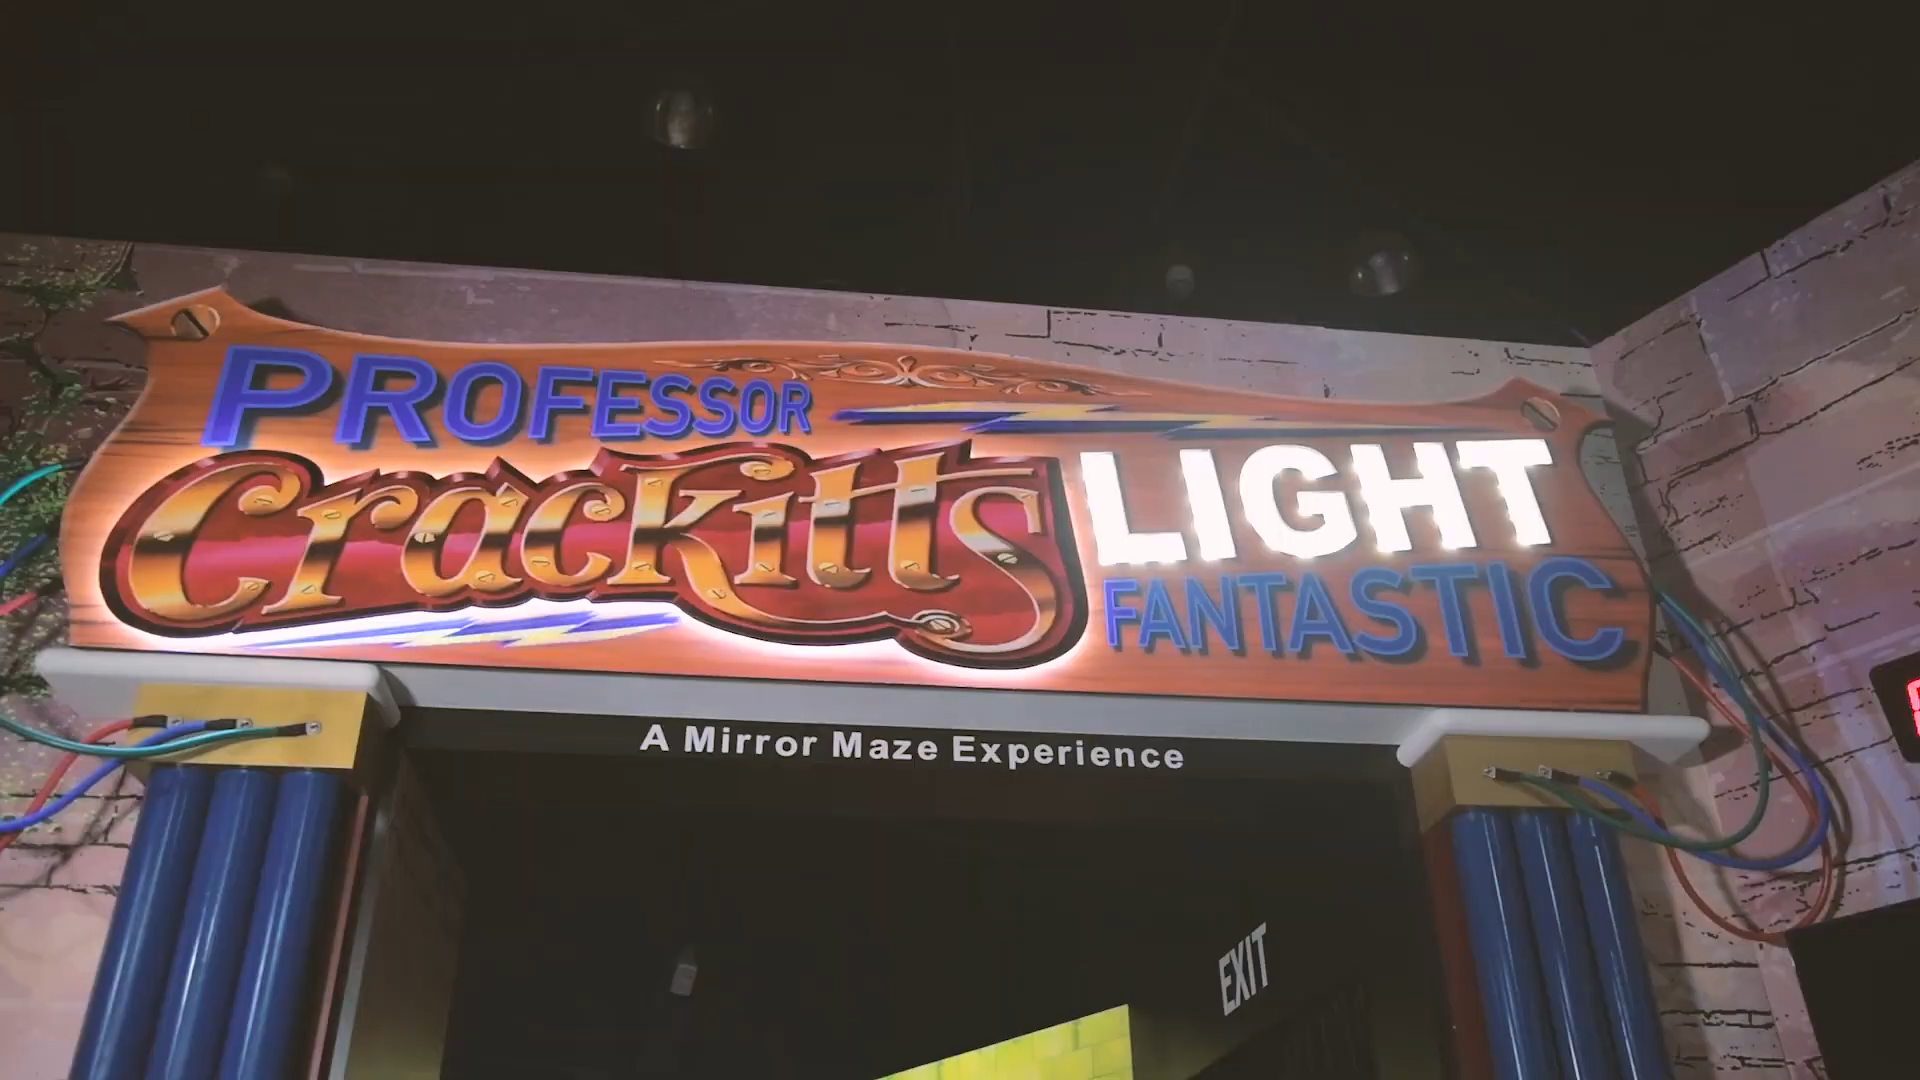 PROFESSOR
Crackitts
LIGHT
FANTASTIC
A Mirror Maze Experience
EXIT